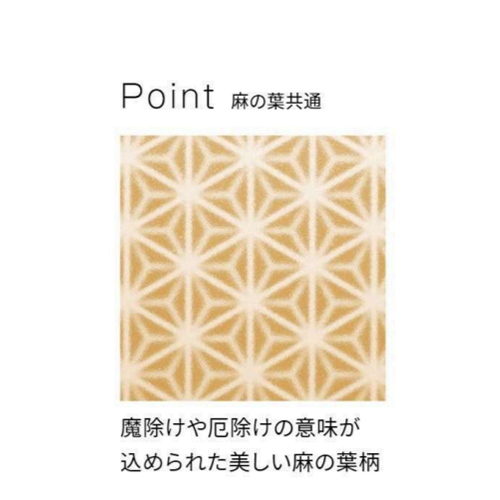 Point 麻の葉共通
魔除けや厄除けの意味が
込められた美しい麻の葉柄